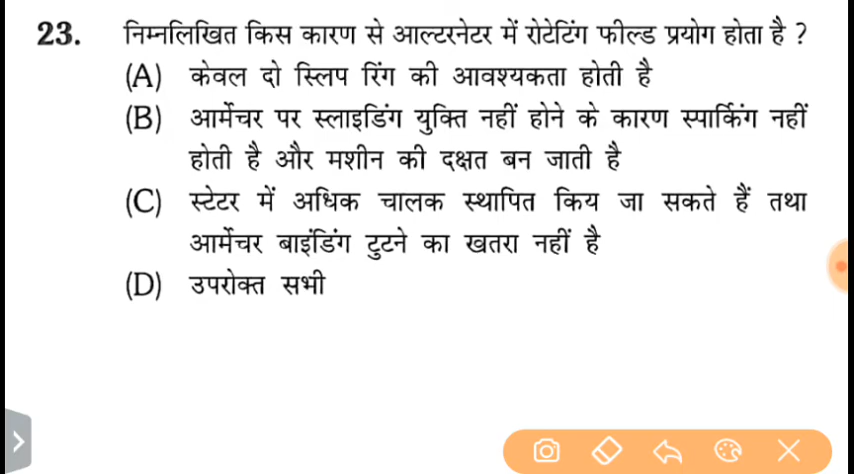 23. निम्नलिखित किस कारण से आल्टरनेटर में रोटेटिंग फील्ड प्रयोग होता है ?
(A) केवल दो स्लिप रिंग की आवश्यकता होती है
(B) आर्मेचर पर स्लाइडिंग युक्ति नहीं होने के कारण स्पार्किंग नहीं
होती है और मशीन की दक्षत बन जाती है
(C) स्टेटर में अधिक चालक स्थापित किय जा सकते हैं तथा
आर्मेचर बाइंडिंग टुटने का खतरा नहीं है
(D) उपरोक्त सभी